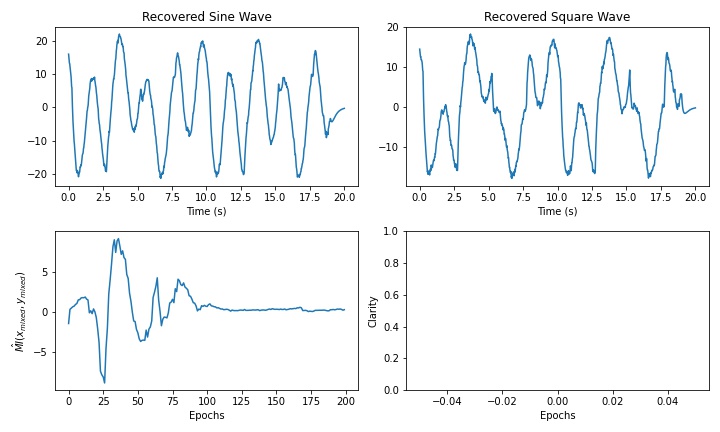 Recovered Sine Wave
20
10
0
−10
−20
0.0 2.5 5.0 7.5 10.0 12.5 15.0 17.5 20.0
Time (s)
Recovered Square Wave
20
10
0
−10
0.0 2.5 5.0 7.5 10.0 12.5 15.0 17.5 20.0
Time (s)
M̂I(x_mixed, y_mixed)
5
0
−5
0 25 50 75 100 125 150 175 200
Epochs
Clarity
1.0
0.8
0.6
0.4
0.2
0.0
−0.04 −0.02 0.00 0.02 0.04
Epochs